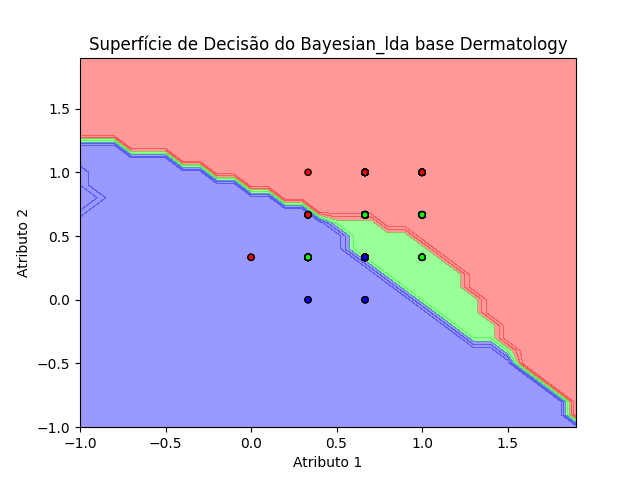 Superfície de Decisão do Bayesian_lda base Dermatology
Atributo 2
1.5
1.0
0.5
0.0
−0.5
−1.0
−1.0 −0.5 0.0 0.5 1.0 1.5
Atributo 1